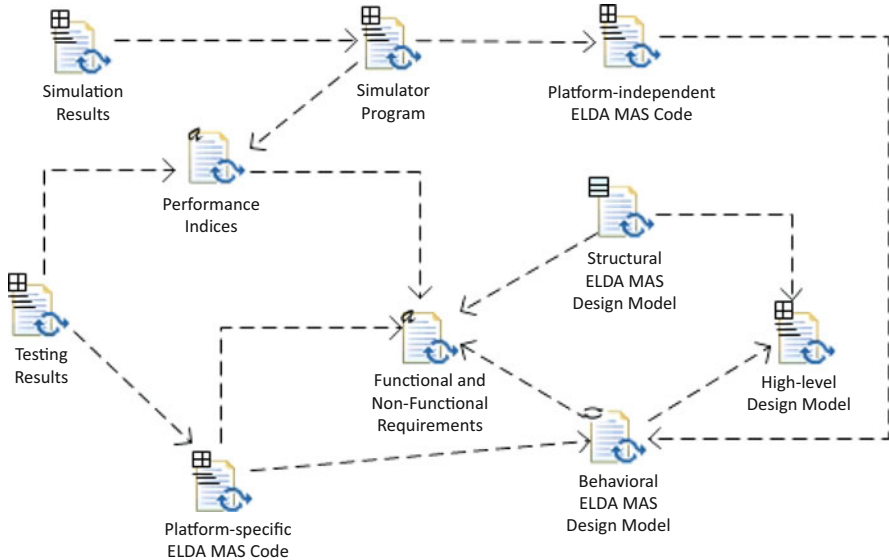 Simulation
Results
Simulator
Program
Platform-independent
ELDA MAS Code
a
Performance
Indices
Structural
ELDA MAS
Design Model
Testing
Results
a
Functional and
Non-Functional
Requirements
High-level
Design Model
Platform-specific
ELDA MAS Code
Behavioral
ELDA MAS
Design Model